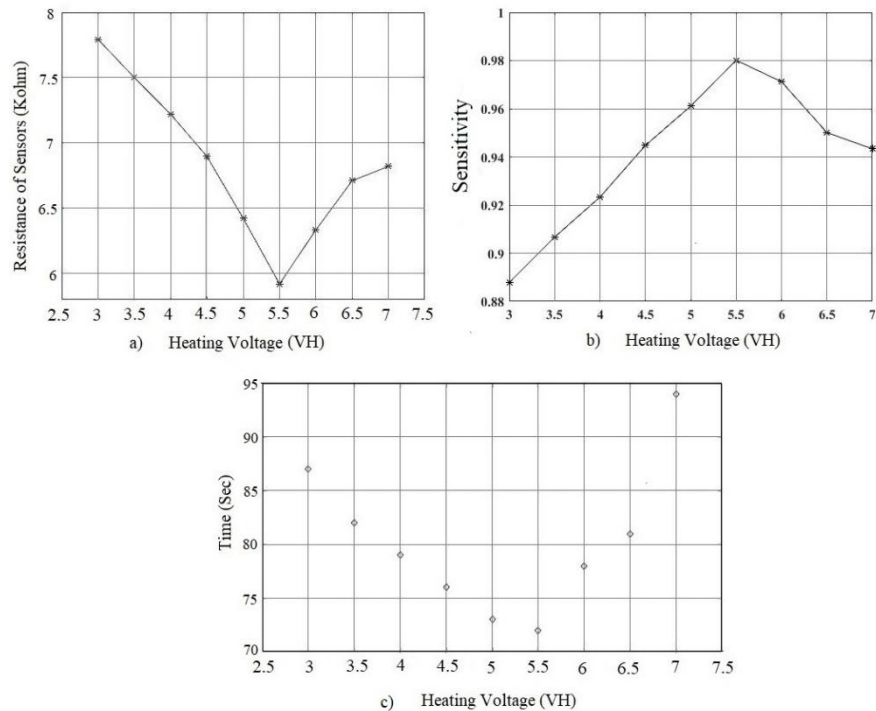 8
7.5
7
6.5
6
Resistance of Sensors (Kohm)
2.5 3 3.5 4 4.5 5 5.5 6 6.5 7 7.5
a) Heating Voltage (VH)
1
0.98
0.96
0.94
0.92
0.9
0.88
Sensitivity
3 3.5 4 4.5 5 5.5 6 6.5 7
b) Heating Voltage (VH)
95
90
85
80
75
70
Time (Sec)
2.5 3 3.5 4 4.5 5 5.5 6 6.5 7 7.5
c) Heating Voltage (VH)